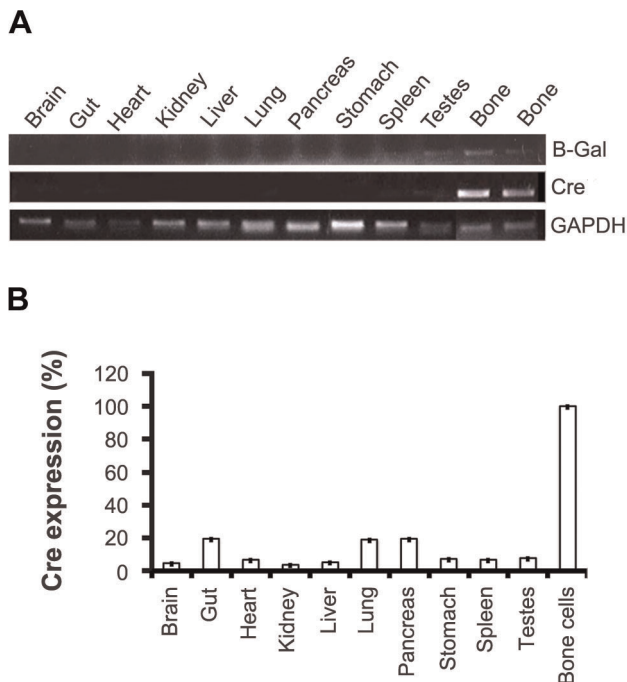 A
Brain Gut Heart Kidney Liver Lung Pancreas Stomach Spleen Testes Bone Bone
B-Gal
Cre
GAPDH
B
Cre expression (%)
120
100
80
60
40
20
0
Brain Gut Heart Kidney Liver Lung Pancreas Stomach Spleen Testes Bone cells